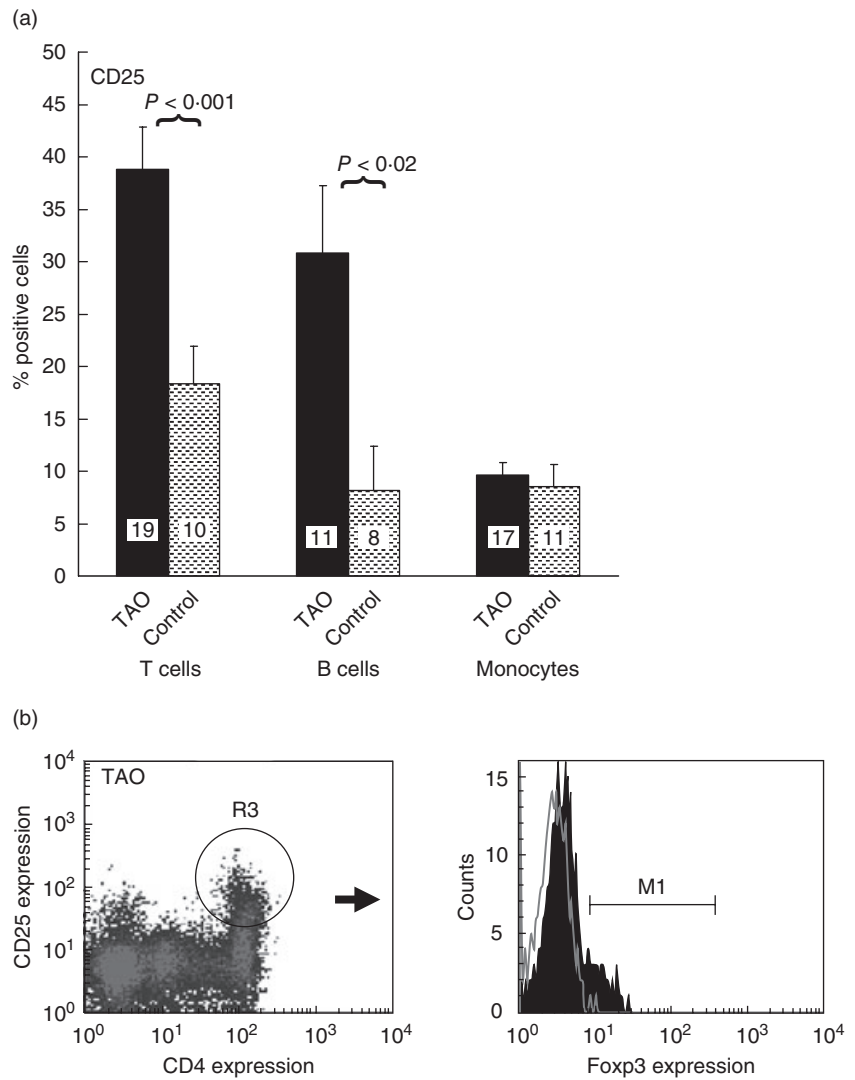 (a)
50
45
40
35
30
25
20
15
10
5
0
% positive cells
CD25
P < 0·001
P < 0·02
19
10
11
8
17
11
TAO
Control
TAO
Control
TAO
Control
T cells
B cells
Monocytes
(b)
10⁴
10³
10²
10¹
10⁰
CD25 expression
TAO
R3
10⁰ 10¹ 10² 10³ 10⁴
CD4 expression
15
10
5
0
Counts
M1
10⁰ 10¹ 10² 10³ 10⁴
Foxp3 expression